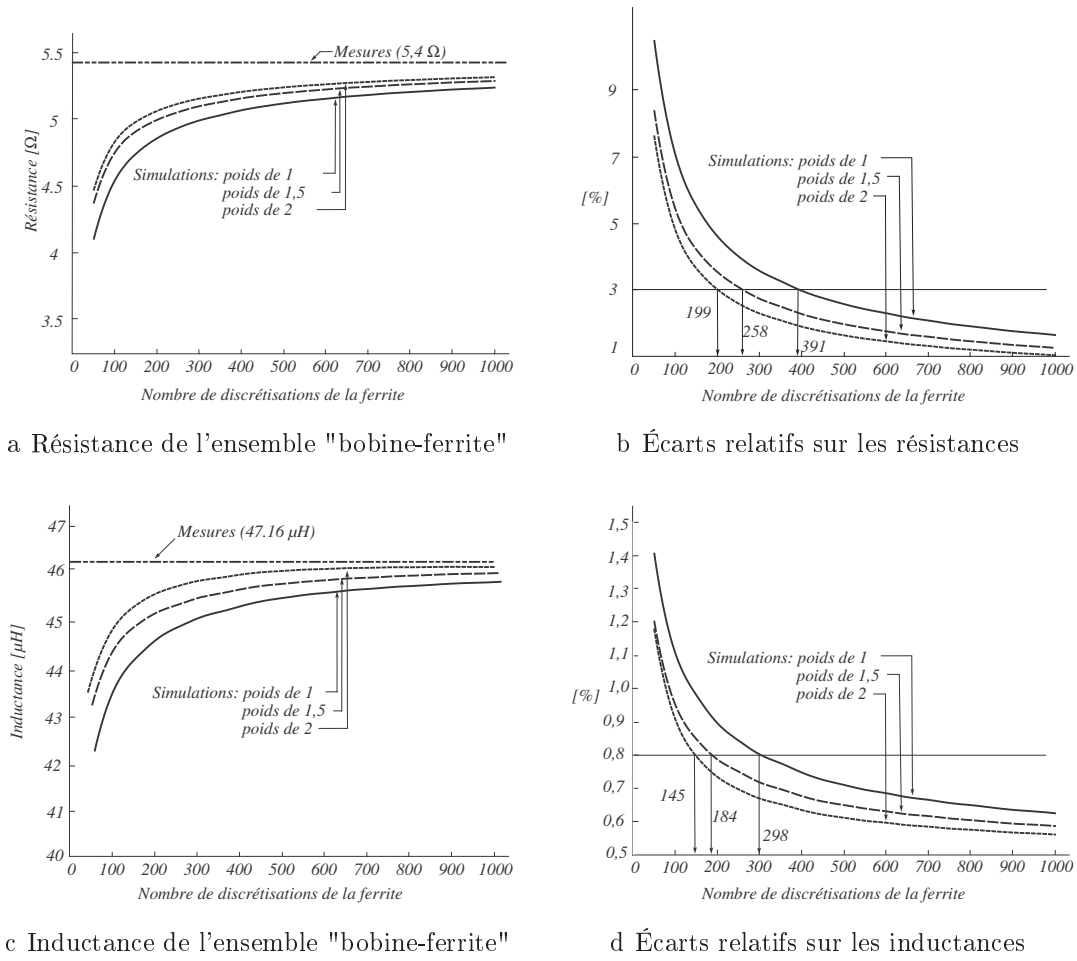 5.5
5
4.5
4
3.5
Résistance [Ω]
Mesures (5,4 Ω)
Simulations: poids de 1
poids de 1,5
poids de 2
0 100 200 300 400 500 600 700 800 900 1000
Nombre de discrétisations de la ferrite
a Résistance de l'ensemble "bobine-ferrite"
9
7
5
3
1
[%]
Simulations: poids de 1
poids de 1,5
poids de 2
199
258
391
0 100 200 300 400 500 600 700 800 900 1000
Nombre de discrétisations de la ferrite
b Écarts relatifs sur les résistances
47
46
45
44
43
42
41
40
Inductance [µH]
Mesures (47.16 µH)
Simulations: poids de 1
poids de 1,5
poids de 2
0 100 200 300 400 500 600 700 800 900 1000
Nombre de discrétisations de la ferrite
c Inductance de l'ensemble "bobine-ferrite"
1,5
1,4
1,3
1,2
1,1
1,0
0,9
0,8
0,7
0,6
0,5
[%]
Simulations: poids de 1
poids de 1,5
poids de 2
145
184
298
0 100 200 300 400 500 600 700 800 900 1000
Nombre de discrétisations de la ferrite
d Écarts relatifs sur les inductances